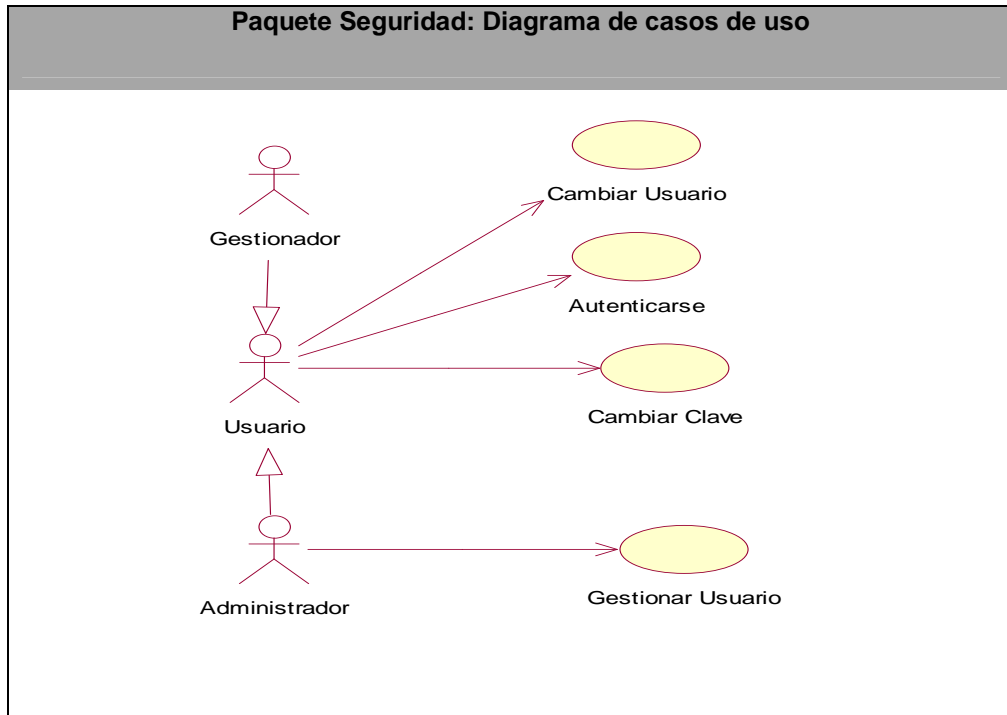 Paquete Seguridad: Diagrama de casos de uso
Cambiar Usuario
Gestionador
Autenticarse
Cambiar Clave
Usuario
Gestionar Usuario
Administrador